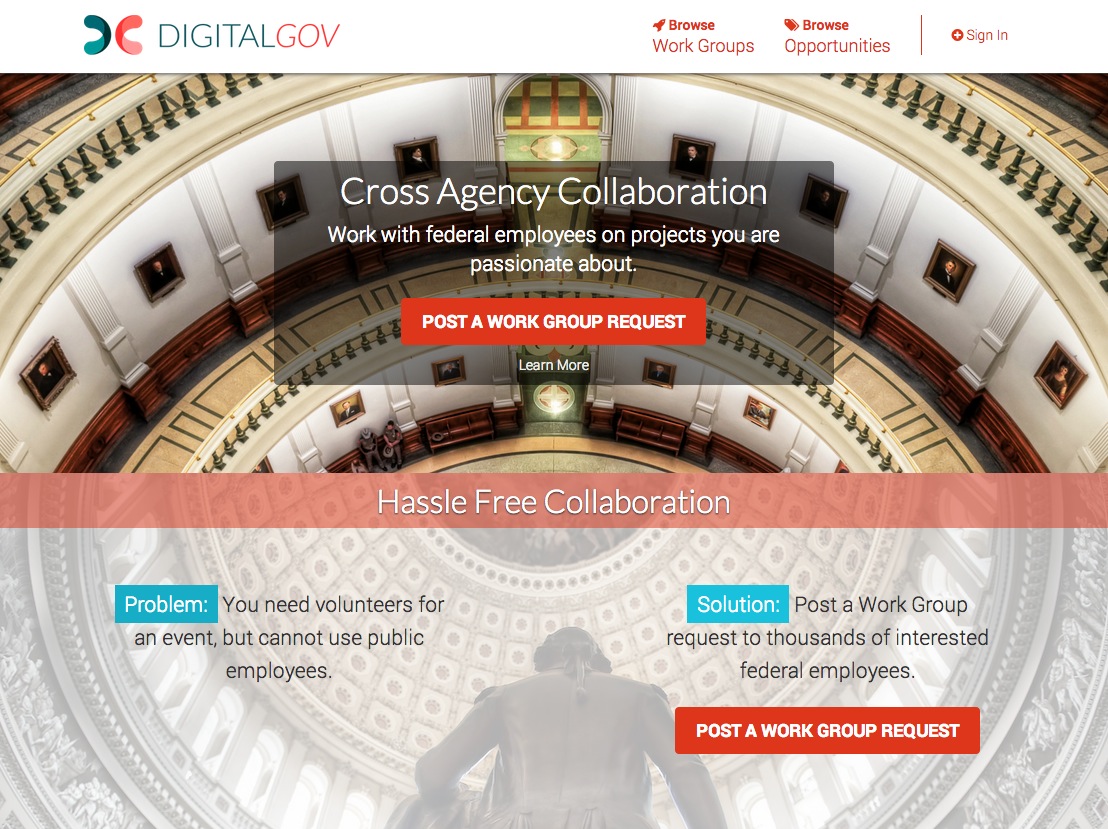 DIGITALGOV
Browse
Work Groups
Browse
Opportunities
Sign In
Cross Agency Collaboration
Work with federal employees on projects you are
passionate about.
POST A WORK GROUP REQUEST
Learn More
Hassle Free Collaboration
Problem: You need volunteers for
an event, but cannot use public
employees.
Solution: Post a Work Group
request to thousands of interested
federal employees.
POST A WORK GROUP REQUEST